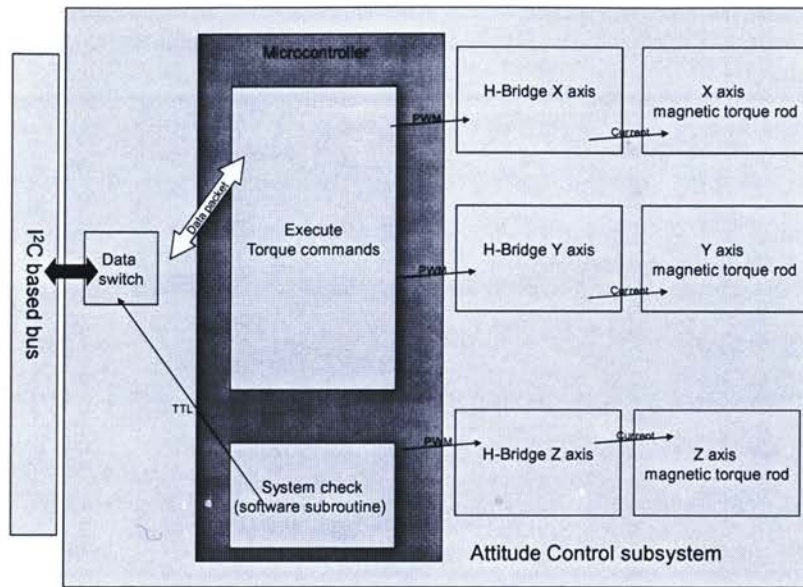 Microcontroller
H-Bridge X axis
X axis
magnetic torque rod
PWM
Current
Data packet
Execute
Torque commands
I²C based bus
Data
switch
H-Bridge Y axis
Y axis
magnetic torque rod
PWM
Current
TTL
PWM
H-Bridge Z axis
Current
Z axis
magnetic torque rod
System check
(software subroutine)
Attitude Control subsystem